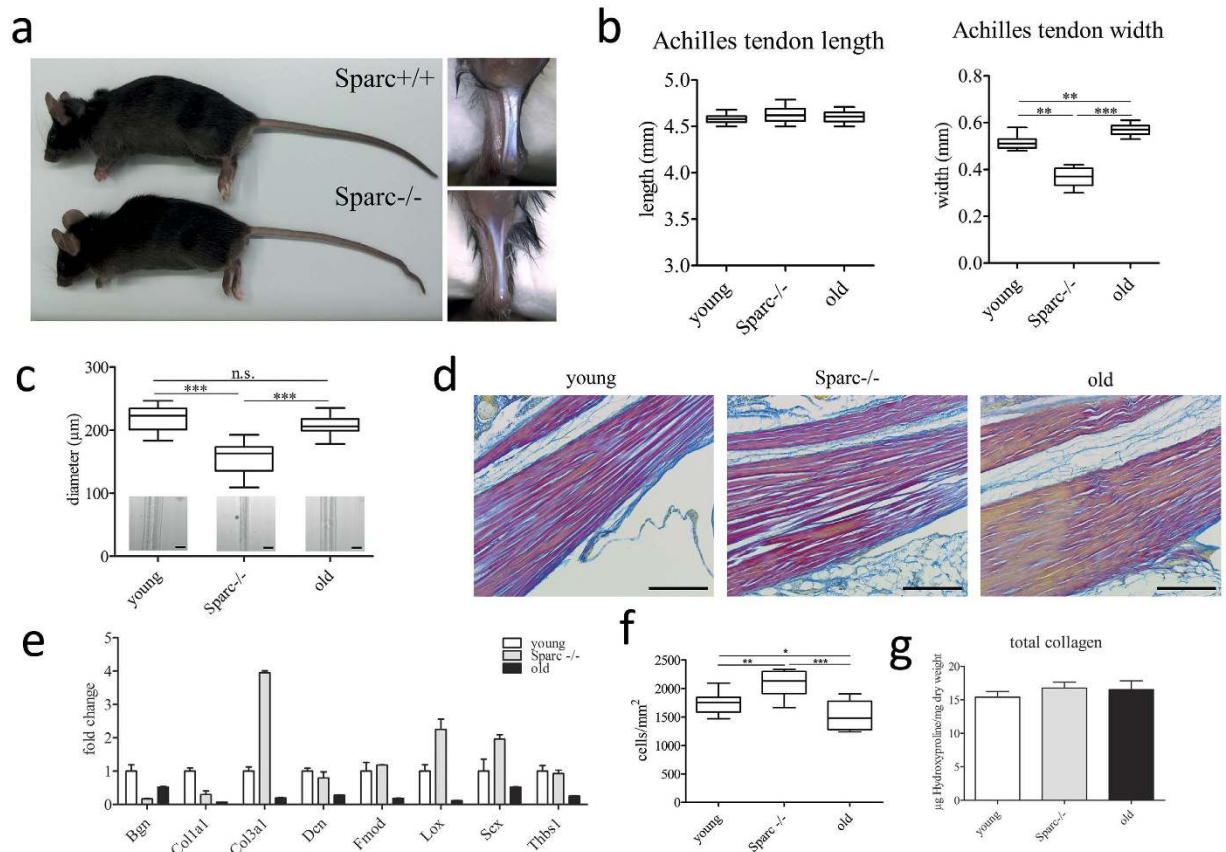 a
Sparc+/+
Sparc-/-
b
Achilles tendon length
length (mm)
5.0
4.5
4.0
3.5
3.0
young
Sparc-/-
old
Achilles tendon width
width (mm)
0.8
0.6
0.4
0.2
0.0
**
** ***
young
Sparc-/-
old
c
diameter (µm)
300
200
100
0
n.s.
*** ***
young
Sparc-/-
old
d
young
Sparc-/-
old
e
fold change
5
4
3
2
1
0
young
Sparc -/-
old
Bgn
Col1a1
Col3a1
Dcn
Fmod
Lox
Scx
Thbs1
f
cells/mm²
2500
2000
1500
1000
500
0
*
** ***
young
Sparc-/-
old
g
total collagen
µg Hydroxyproline/mg dry weight
20
15
10
5
0
young
Sparc-/-
old